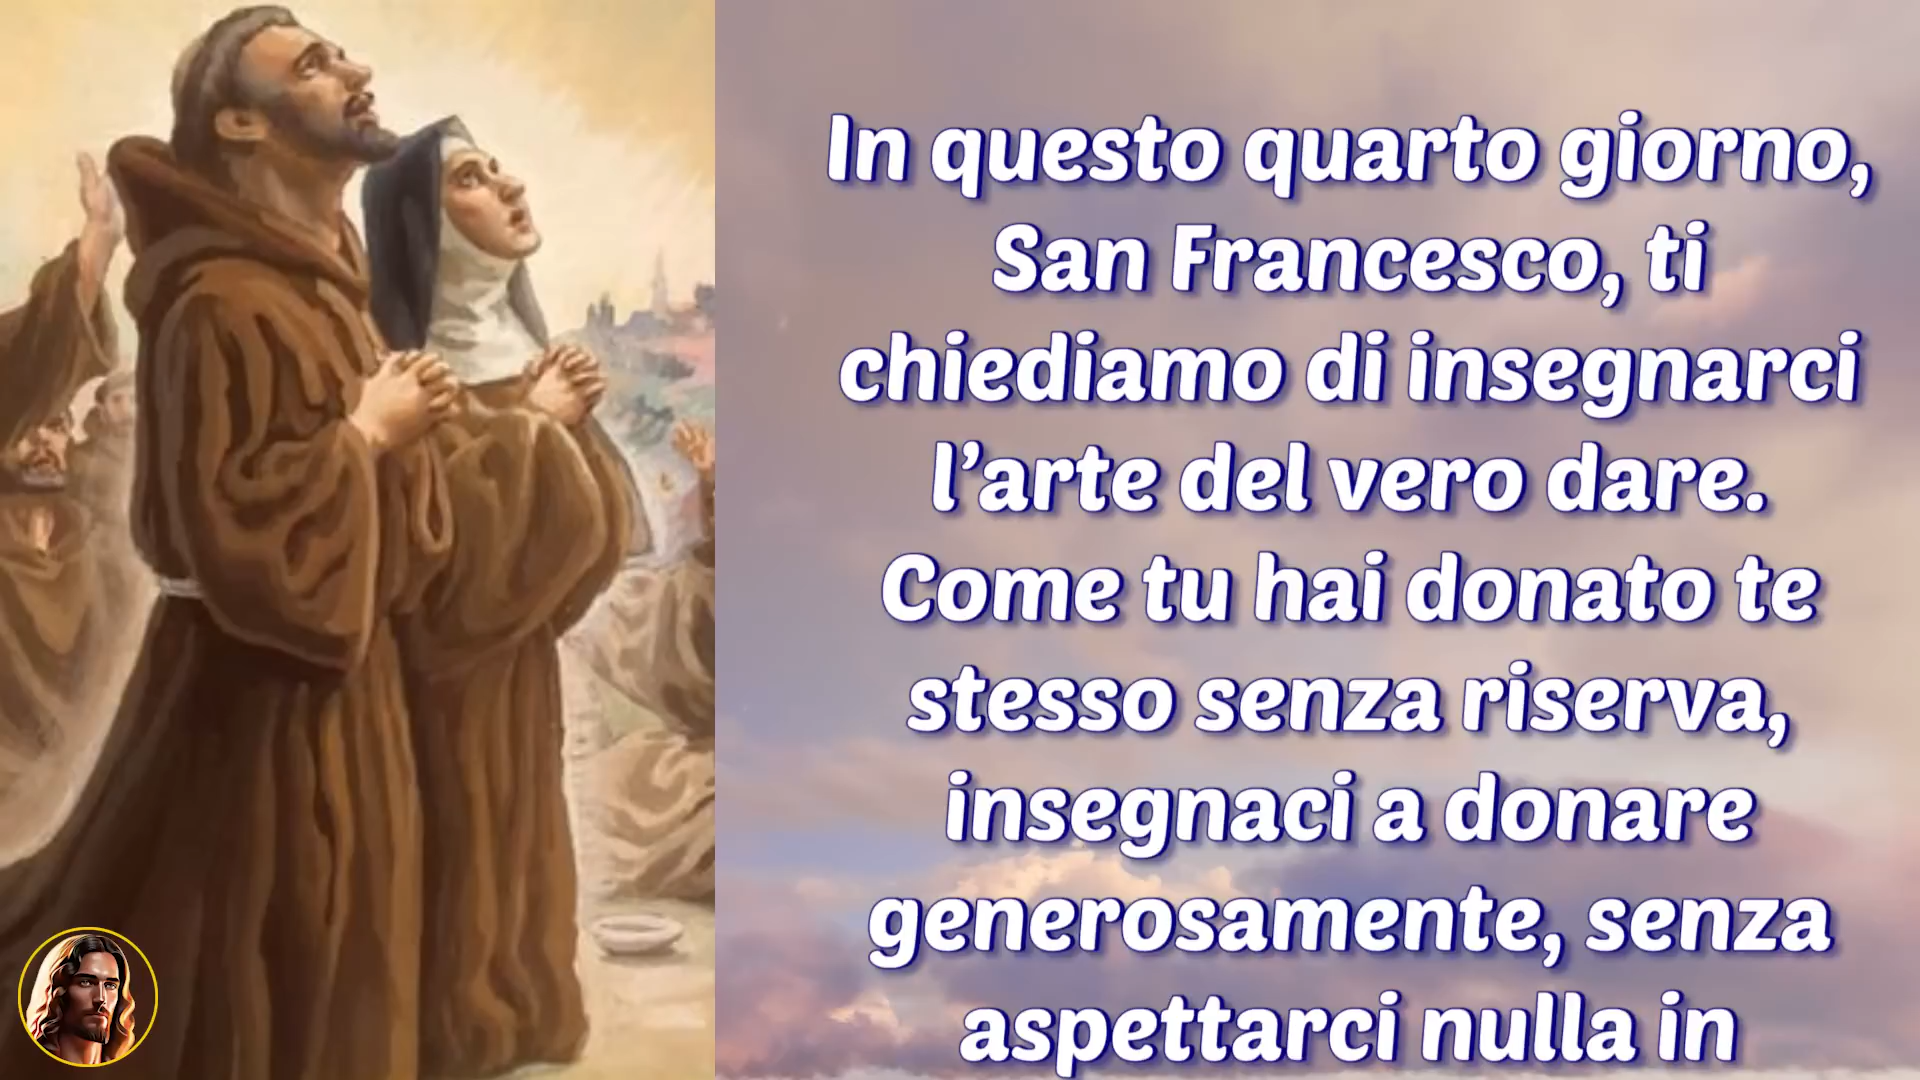 In questo quarto giorno,
San Francesco, ti
chiediamo di insegnarci
l’arte del vero dare.
Come tu hai donato te
stesso senza riserva,
insegnaci a donare
generosamente, senza
aspettarci nulla in